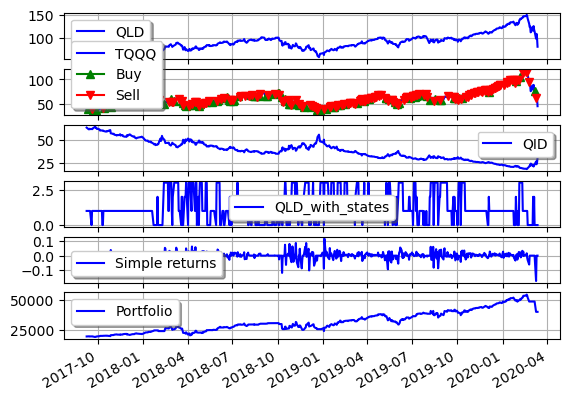 150
100
QLD
TQQQ
Buy
Sell
100
50
50
25
QID
2.5
0.0
QLD_with_states
0.1
0.0
−0.1
Simple returns
50000
25000
Portfolio
2017-10 2018-01 2018-04 2018-07 2018-10 2019-01 2019-04 2019-07 2019-10 2020-01 2020-04